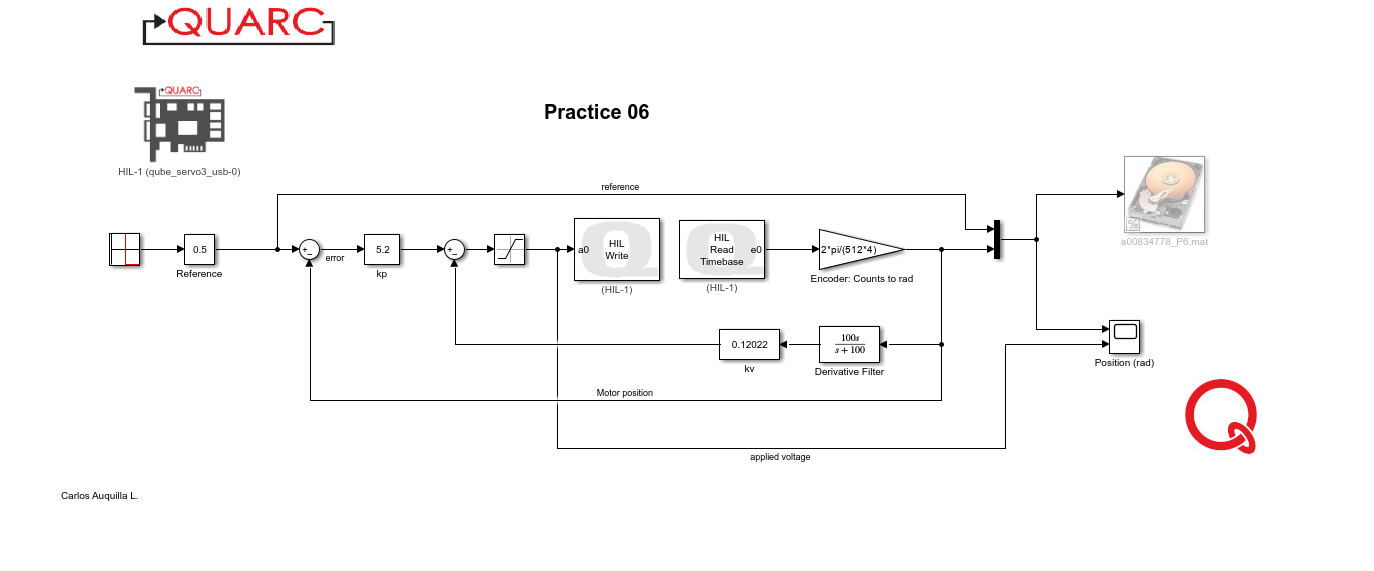 QUARC
QUARC
HIL-1 (qube_servo3_usb-0)
Practice 06
a00834778_P6.mat
reference
0.5
Reference
+
−
error
5.2
kp
+
−
a0
HIL
Write
(HIL-1)
HIL
Read
Timebase
e0
(HIL-1)
2*pi/(512*4)
Encoder: Counts to rad
0.12022
kv
100s
s + 100
Derivative Filter
Position (rad)
Motor position
applied voltage
Carlos Auquilla L.
%